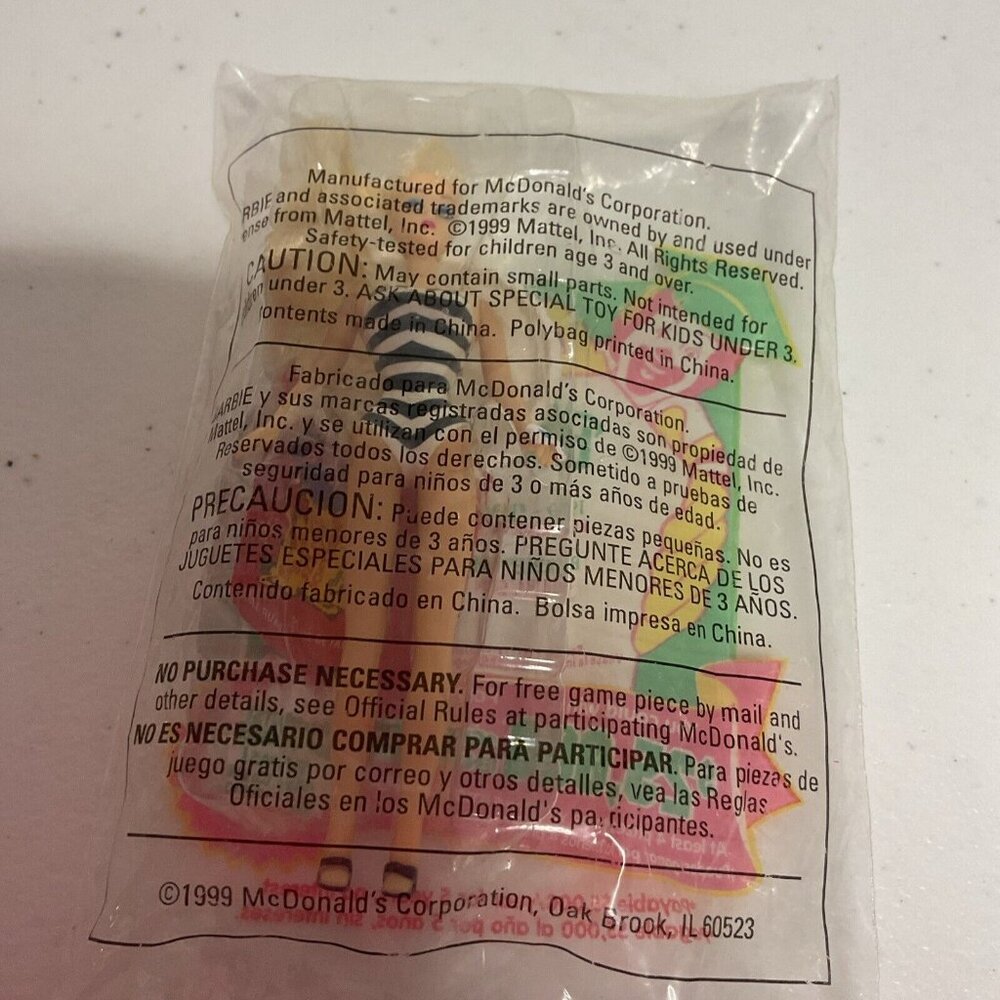 Manufactured for McDonald's Corporation.
RBIE and associated trademarks are owned by and used under
ense from Mattel, Inc. ©1999 Mattel, Inc. All Rights Reserved.
Safety-tested for children age 3 and over.
CAUTION: May contain small parts. Not intended for
ildren under 3. ASK ABOUT SPECIAL TOY FOR KIDS UNDER 3.
ontents made in China. Polybag printed in China.
Fabricado para McDonald's Corporation.
ARBIE y sus marcas registradas asociadas son propiedad de
Mattel, Inc. y se utilizan con el permiso de ©1999 Mattel, Inc.
Reservados todos los derechos. Sometido a pruebas de
seguridad para niños de 3 o más años de edad.
PRECAUCION: Puede contener piezas pequeñas. No es
para niños menores de 3 años. PREGUNTE ACERCA DE LOS
JUGUETES ESPECIALES PARA NIÑOS MENORES DE 3 AÑOS.
Contenido fabricado en China. Bolsa impresa en China.
NO PURCHASE NECESSARY. For free game piece by mail and
other details, see Official Rules at participating McDonald's.
NO ES NECESARIO COMPRAR PARA PARTICIPAR. Para piezas de
juego gratis por correo y otros detalles, vea las Reglas
Oficiales en los McDonald's participantes.
©1999 McDonald's Corporation, Oak Brook, IL 60523